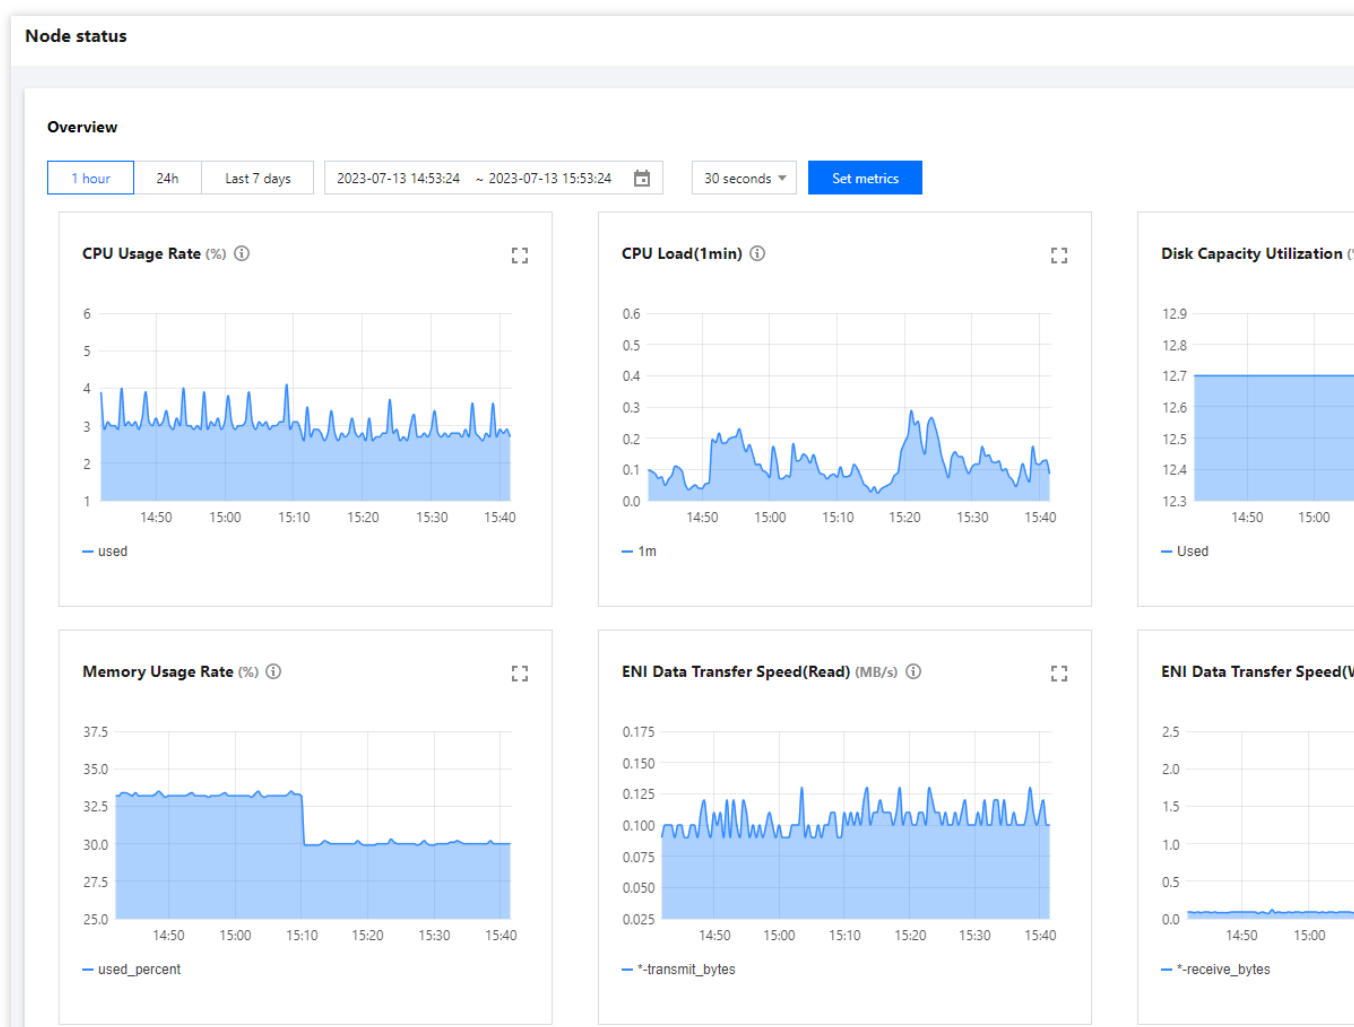 Node status
Overview
1 hour 24h Last 7 days 2023-07-13 14:53:24 ~ 2023-07-13 15:53:24 30 seconds Set metrics
CPU Usage Rate (%)
6
5
4
3
2
1
14:50 15:00 15:10 15:20 15:30 15:40
used
CPU Load(1min)
0.6
0.5
0.4
0.3
0.2
0.1
0.0
14:50 15:00 15:10 15:20 15:30 15:40
1m
Disk Capacity Utilization (
12.9
12.8
12.7
12.6
12.5
12.4
12.3
14:50 15:00
Used
Memory Usage Rate (%)
37.5
35.0
32.5
30.0
27.5
25.0
14:50 15:00 15:10 15:20 15:30 15:40
used_percent
ENI Data Transfer Speed(Read) (MB/s)
0.175
0.150
0.125
0.100
0.075
0.050
0.025
14:50 15:00 15:10 15:20 15:30 15:40
*-transmit_bytes
ENI Data Transfer Speed(
2.5
2.0
1.5
1.0
0.5
0.0
14:50 15:00
*-receive_bytes